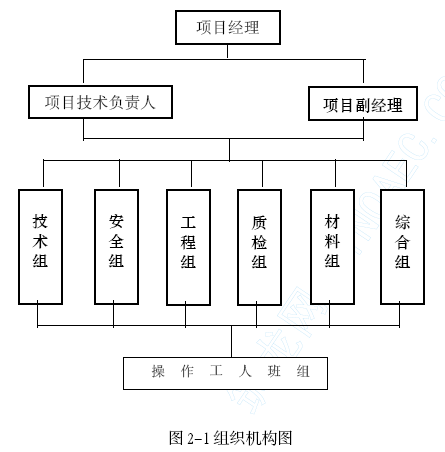 项目经理
项目技术负责人
项目副经理
技术组
安全组
工程组
质检组
材料组
综合组
操作工人班组
图2-1组织机构图